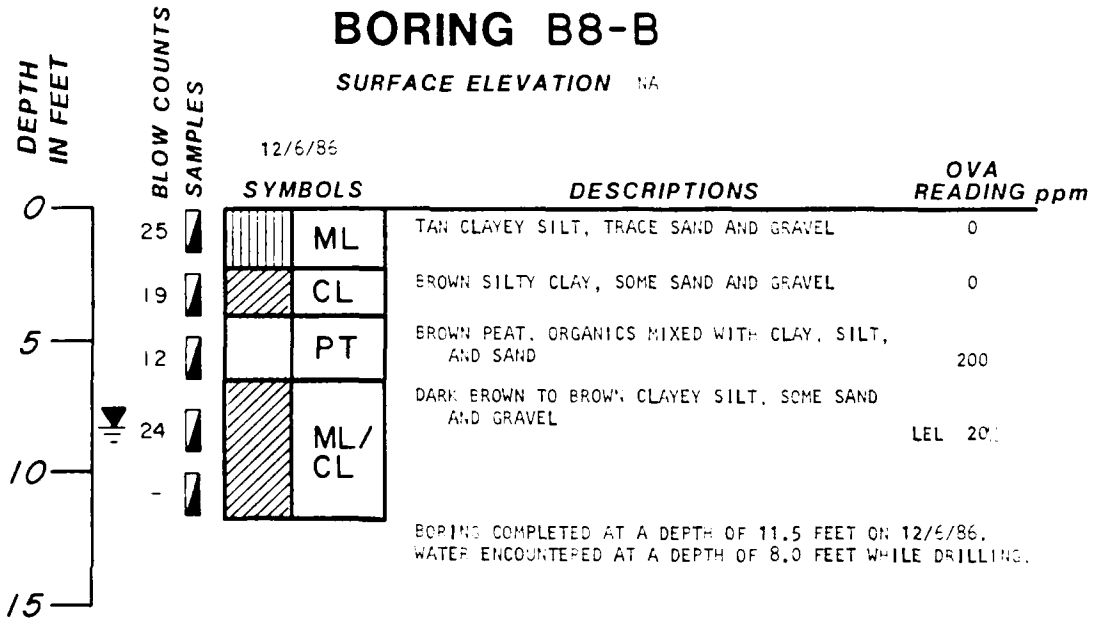 BORING B8-B
SURFACE ELEVATION NA
DEPTH IN FEET
BLOW COUNTS
SAMPLES
12/6/86
SYMBOLS DESCRIPTIONS OVA READING ppm
0
25 ML TAN CLAYEY SILT, TRACE SAND AND GRAVEL 0
19 CL BROWN SILTY CLAY, SOME SAND AND GRAVEL 0
5
12 PT BROWN PEAT, ORGANICS MIXED WITH CLAY, SILT,
AND SAND 200
DARK BROWN TO BROWN CLAYEY SILT, SOME SAND
AND GRAVEL
24 ML/ LEL
CL
10
-
BORING COMPLETED AT A DEPTH OF 11.5 FEET ON 12/6/86.
WATER ENCOUNTERED AT A DEPTH OF 8.0 FEET WHILE DRILLING.
15